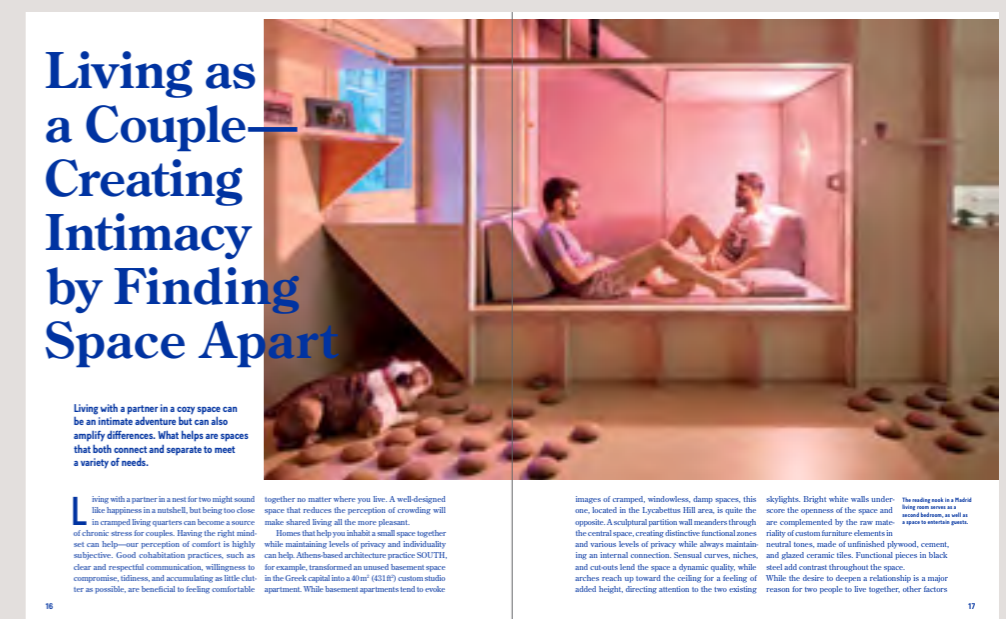 Living as
a Couple—
Creating
Intimacy
by Finding
Space Apart
Living with a partner in a cozy space can
be an intimate adventure but can also
amplify differences. What helps are spaces
that both connect and separate to meet
a variety of needs.
Living with a partner in a nest for two might sound
like happiness in a nutshell, but being too close
in cramped living quarters can become a source
of chronic stress for couples. Having the right mind-
set can help—our perception of comfort is highly
subjective. Good cohabitation practices, such as
clear and respectful communication, willingness to
compromise, tidiness, and accumulating as little clut-
ter as possible, are beneficial to feeling comfortable
together no matter where you live. A well-designed
space that reduces the perception of crowding will
make shared living all the more pleasant.
Homes that help you inhabit a small space together
while maintaining levels of privacy and individuality
can help. Athens-based architecture practice SOUTH,
for example, transformed an unused basement space
in the Greek capital into a 40 m² (431 ft²) custom studio
apartment. While basement apartments tend to evoke
images of cramped, windowless, damp spaces, this
one, located in the Lycabettus Hill area, is quite the
opposite. A sculptural partition wall meanders through
the central space, creating distinctive functional zones
and various levels of privacy while always maintain-
ing an internal connection. Sensual curves, niches,
and cut-outs lend the space a dynamic quality, while
arches reach up toward the ceiling for a feeling of
added height, directing attention to the two existing
skylights. Bright white walls under-
score the openness of the space and
are complemented by the raw mate-
riality of custom furniture elements in
neutral tones, made of unfinished plywood, cement,
and glazed ceramic tiles. Functional pieces in black
steel add contrast throughout the space.
While the desire to deepen a relationship is a major
reason for two people to live together, other factors
The reading nook in a Madrid
living room serves as a
second bedroom, as well as
a space to entertain guests.
16
17